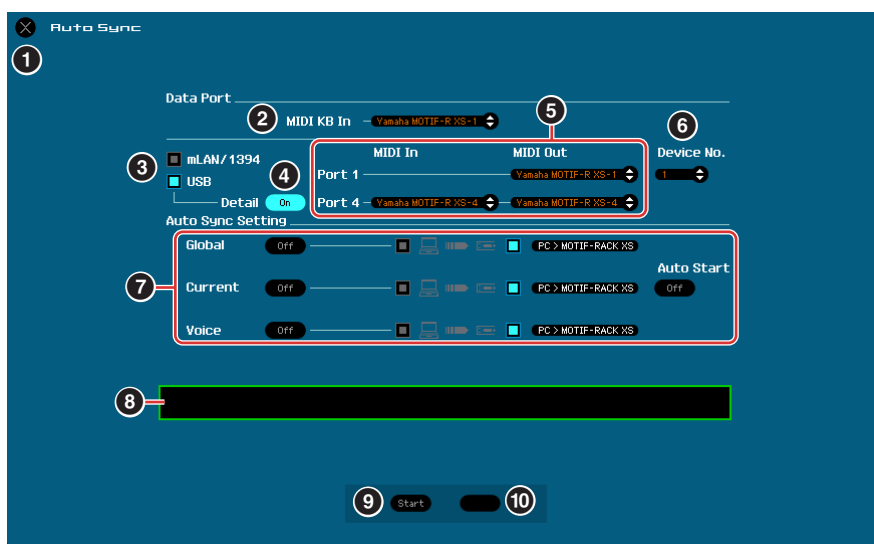 Auto Sync
1
Data Port
2 MIDI KB In Yamaha MOTIF-R XS-1
5
6
3 mLAN/1394
MIDI In MIDI Out Device No.
USB
4
Port 1 Yamaha MOTIF-R XS-1 1
Detail On Port 4 Yamaha MOTIF-R XS-4 Yamaha MOTIF-R XS-4
Auto Sync Setting
Global Off PC > MOTIF-RACK XS
Auto Start
7 Current Off PC > MOTIF-RACK XS Off
Voice Off PC > MOTIF-RACK XS
8
9 Start 10